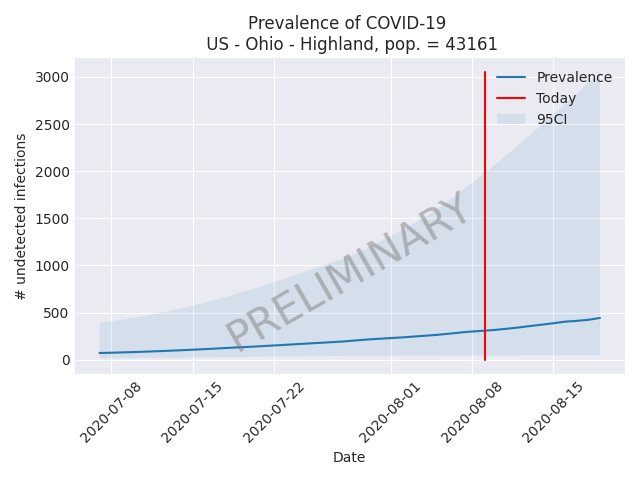 Prevalence of COVID-19
US - Ohio - Highland, pop. = 43161
Prevalence
Today
95CI
PRELIMINARY
# undetected infections
3000
2500
2000
1500
1000
500
0
2020-07-08
2020-07-15
2020-07-22
2020-08-01
2020-08-08
2020-08-15
Date